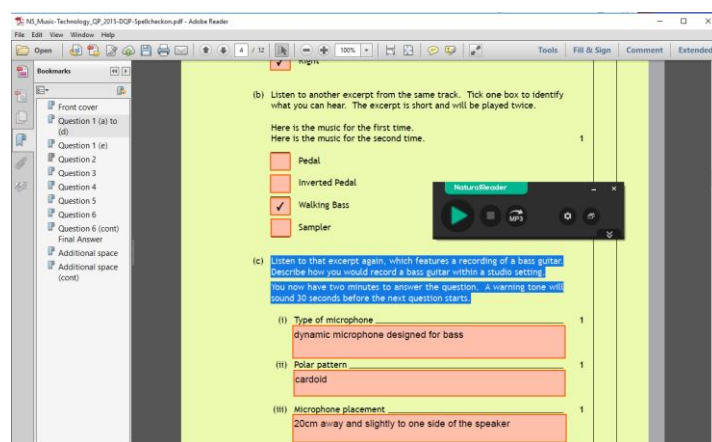 N5_Music-Technology_QP_2015-DQP-Spellcheckon.pdf - Adobe Reader
File Edit View Window Help
Open 4 / 12 100% Tools Fill & Sign Comment Extended
Bookmarks
Front cover
Question 1 (a) to
(d)
Question 1 (e)
Question 2
Question 3
Question 4
Question 5
Question 6
Question 6 (cont)
Final Answer
Additional space
Additional space
(cont)
Right
(b) Listen to another excerpt from the same track. Tick one box to identify
what you can hear. The excerpt is short and will be played twice.
Here is the music for the first time.
Here is the music for the second time. 1
Pedal
Inverted Pedal
Walking Bass
Sampler
NaturalReader
MP3
(c) Listen to that excerpt again, which features a recording of a bass guitar.
Describe how you would record a bass guitar within a studio setting.
You now have two minutes to answer the question. A warning tone will
sound 30 seconds before the next question starts.
(i) Type of microphone 1
dynamic microphone designed for bass
(ii) Polar pattern 1
cardoid
(iii) Microphone placement 1
20cm away and slightly to one side of the speaker